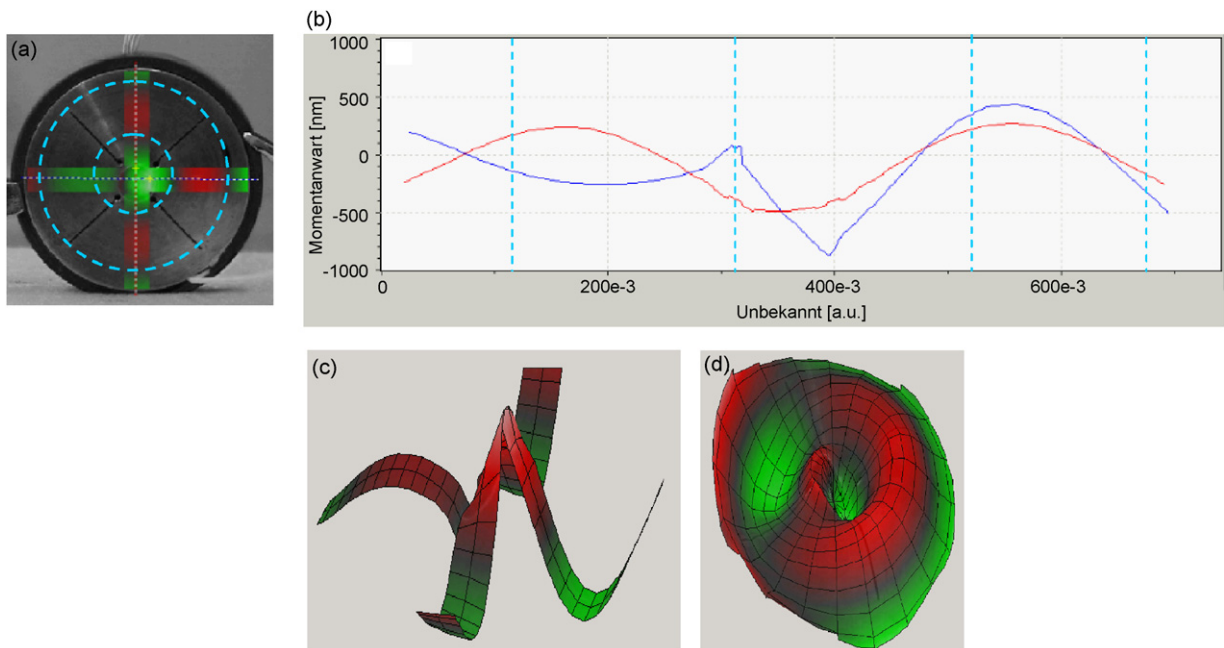 (a)
(b)
Momentanwart [nm]
1000
500
0
-500
-1000
0
200e-3
400e-3
600e-3
Unbekannt [a.u.]
(c)
(d)